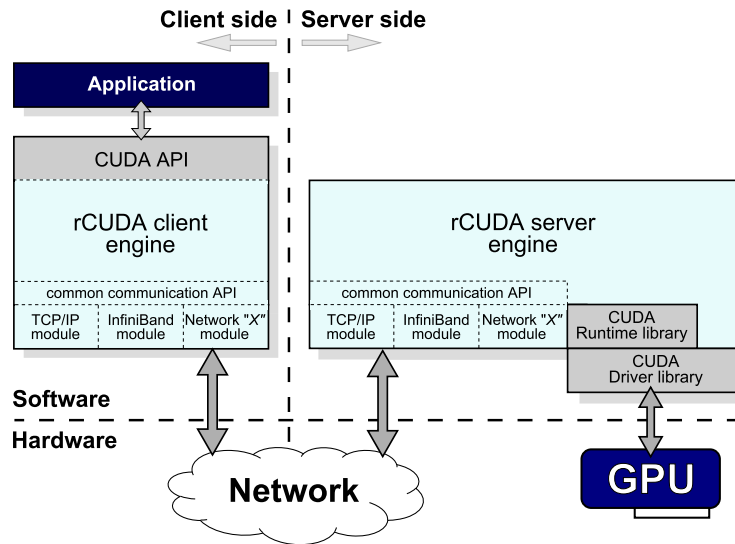 Client side
Server side
Application
CUDA API
rCUDA client
engine
common communication API
TCP/IP
module
InfiniBand
module
Network "X"
module
rCUDA server
engine
common communication API
TCP/IP
module
InfiniBand
module
Network "X"
module
CUDA
Runtime library
CUDA
Driver library
Software
Hardware
Network
GPU